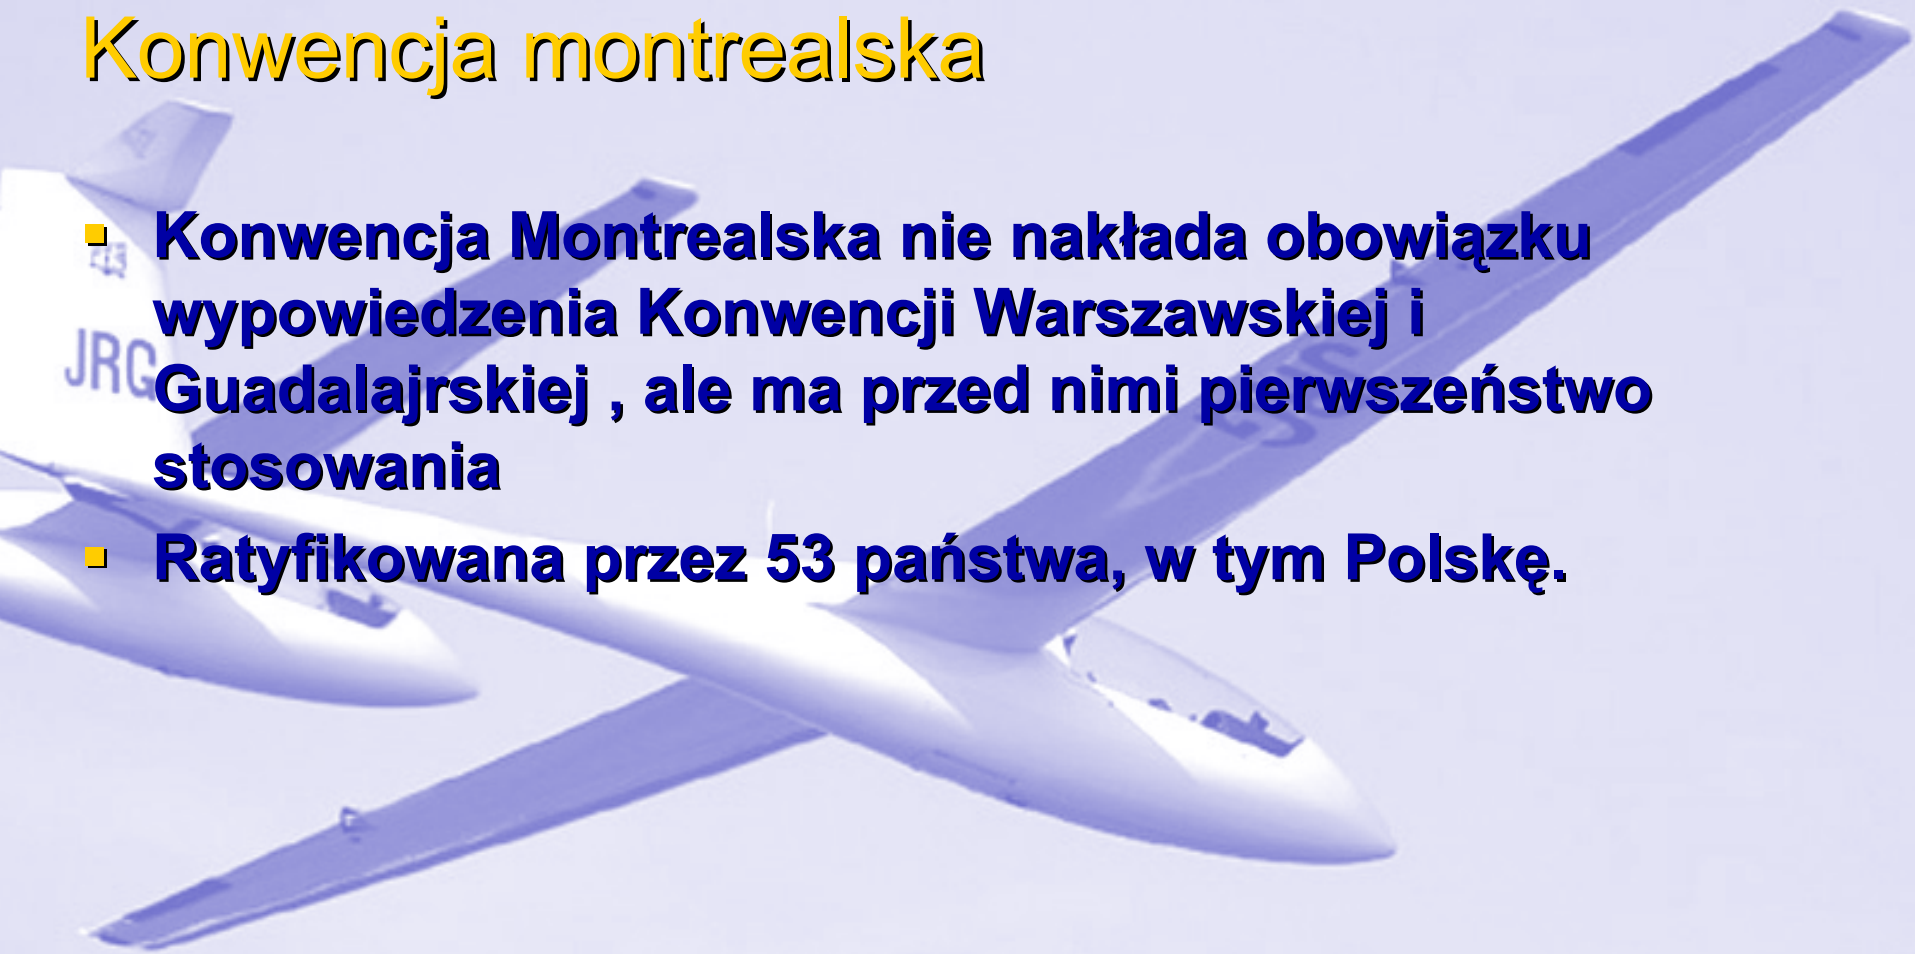 Konwencja montrealska
Konwencja Montrealska nie nakłada obowiązku
wypowiedzenia Konwencji Warszawskiej i
Guadalajrskiej , ale ma przed nimi pierwszeństwo
stosowania
Ratyfikowana przez 53 państwa, w tym Polskę.
JRG